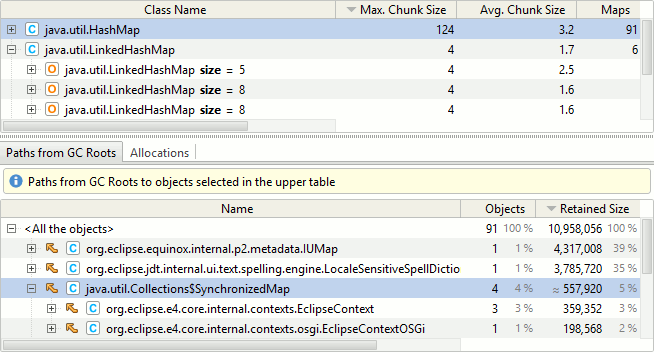 Class Name Max. Chunk Size Avg. Chunk Size Maps
C java.util.HashMap 124 3.2 91
C java.util.LinkedHashMap 4 1.7 6
O java.util.LinkedHashMap size = 5 4 2.5
O java.util.LinkedHashMap size = 8 4 1.6
O java.util.LinkedHashMap size = 8 4 1.6
Paths from GC Roots Allocations
Paths from GC Roots to objects selected in the upper table
Name Objects Retained Size
<All the objects> 91 100 % 10,958,056 100 %
C org.eclipse.equinox.internal.p2.metadata.IUMap 1 1 % 4,317,008 39 %
C org.eclipse.jdt.internal.ui.text.spelling.engine.LocaleSensitiveSpellDictio 1 1 % 3,785,720 35 %
C java.util.Collections$SynchronizedMap 4 4 % ≈ 557,920 5 %
C org.eclipse.e4.core.internal.contexts.EclipseContext 3 3 % 359,352 3 %
C org.eclipse.e4.core.internal.contexts.osgi.EclipseContextOSGi 1 1 % 198,568 2 %